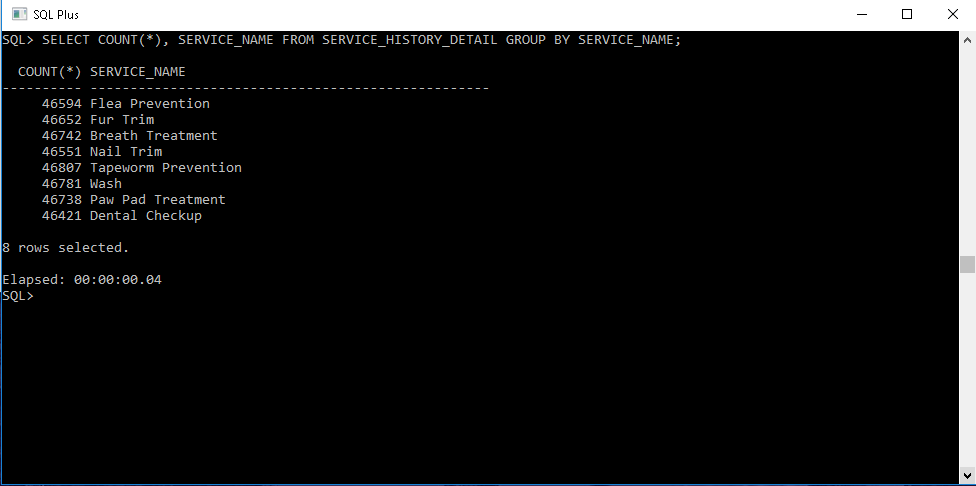 SQL Plus
SQL> SELECT COUNT(*), SERVICE_NAME FROM SERVICE_HISTORY_DETAIL GROUP BY SERVICE_NAME;
COUNT(*) SERVICE_NAME
---------- --------------------------------------------------
46594 Flea Prevention
46652 Fur Trim
46742 Breath Treatment
46551 Nail Trim
46807 Tapeworm Prevention
46781 Wash
46738 Paw Pad Treatment
46421 Dental Checkup
8 rows selected.
Elapsed: 00:00:00.04
SQL>